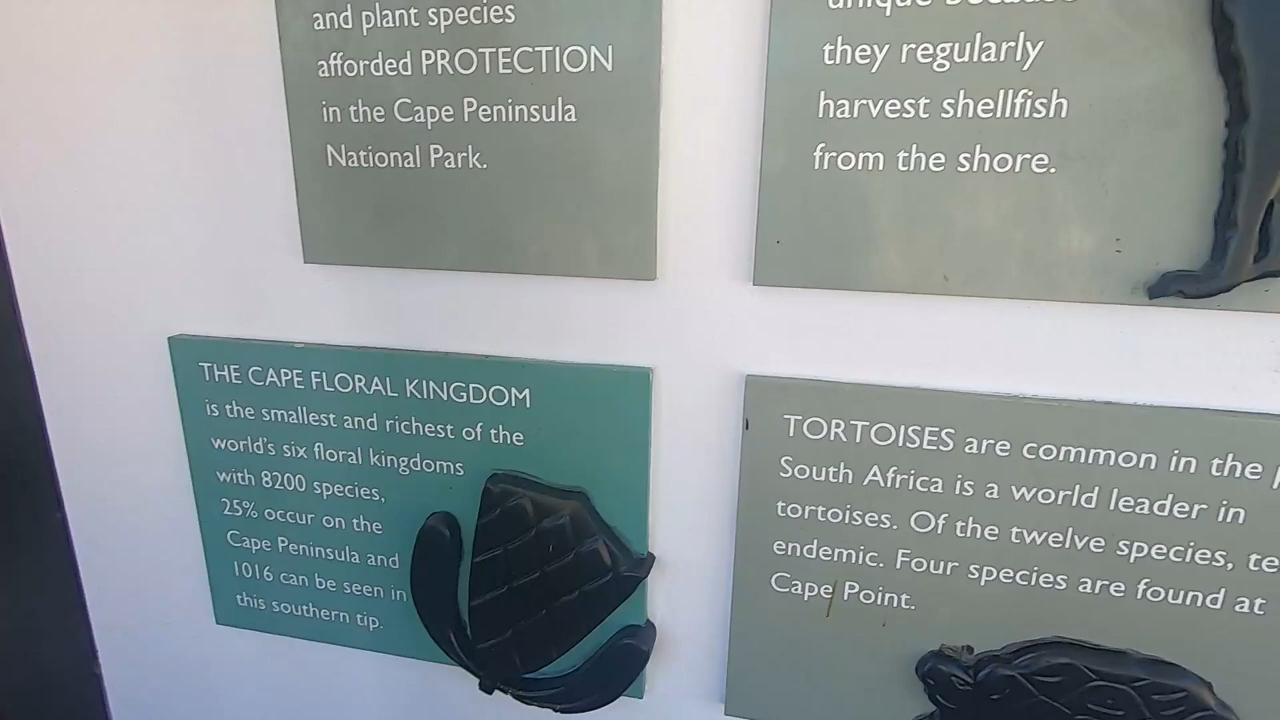 and plant species
afforded PROTECTION
in the Cape Peninsula
National Park.
they regularly
harvest shellfish
from the shore.
THE CAPE FLORAL KINGDOM
is the smallest and richest of the
world's six floral kingdoms
with 8200 species,
25% occur on the
Cape Peninsula and
1016 can be seen in
this southern tip.
TORTOISES are common in the
South Africa is a world leader in
tortoises. Of the twelve species,
endemic. Four species are found at
Cape Point.